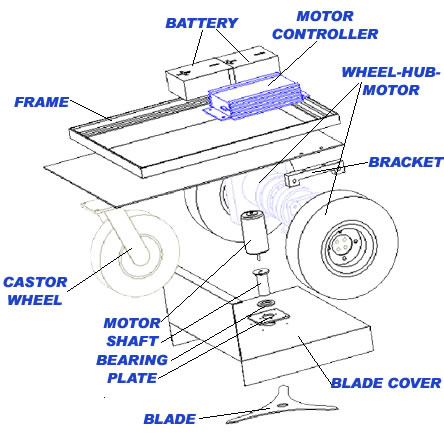 BATTERY
MOTOR
CONTROLLER
WHEEL-HUB-
MOTOR
FRAME
BRACKET
CASTOR
WHEEL
MOTOR
SHAFT
BEARING
PLATE
BLADE COVER
BLADE